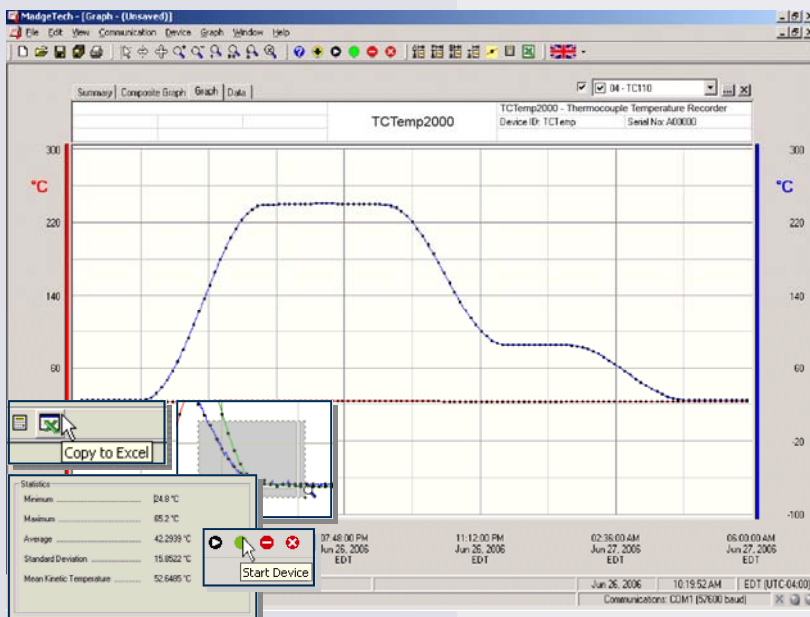 MadgeTech - [Graph - (Unsaved)]
File Edit View Communication Device Graph Window Help
Summary Composite Graph Graph Data
04 - TC110
TCTemp2000
TCTemp2000 - Thermocouple Temperature Recorder
Device ID: TCTemp Serial No: A00000
300 300
°C °C
220 220
140 140
60 60
-20
-100
Copy to Excel
Statistics
Minimum 24.8 °C
Maximum 65.2 °C
Average 42.2939 °C
Standard Deviation 15.8522 °C
Mean Kinetic Temperature 52.6485 °C
Start Device
07:48:00 PM 11:12:00 PM 02:36:00 AM 06:00:00 AM
Jun 26, 2006 Jun 26, 2006 Jun 27, 2006 Jun 27, 2006
EDT EDT EDT EDT
Jun 26, 2006 10:19:52 AM EDT (UTC-04:00)
Communications: COM1 (57600 baud)